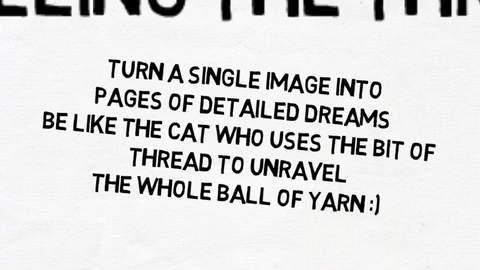 TURN A SINGLE IMAGE INTO
PAGES OF DETAILED DREAMS
BE LIKE THE CAT WHO USES THE BIT OF
THREAD TO UNRAVEL
THE WHOLE BALL OF YARN :)